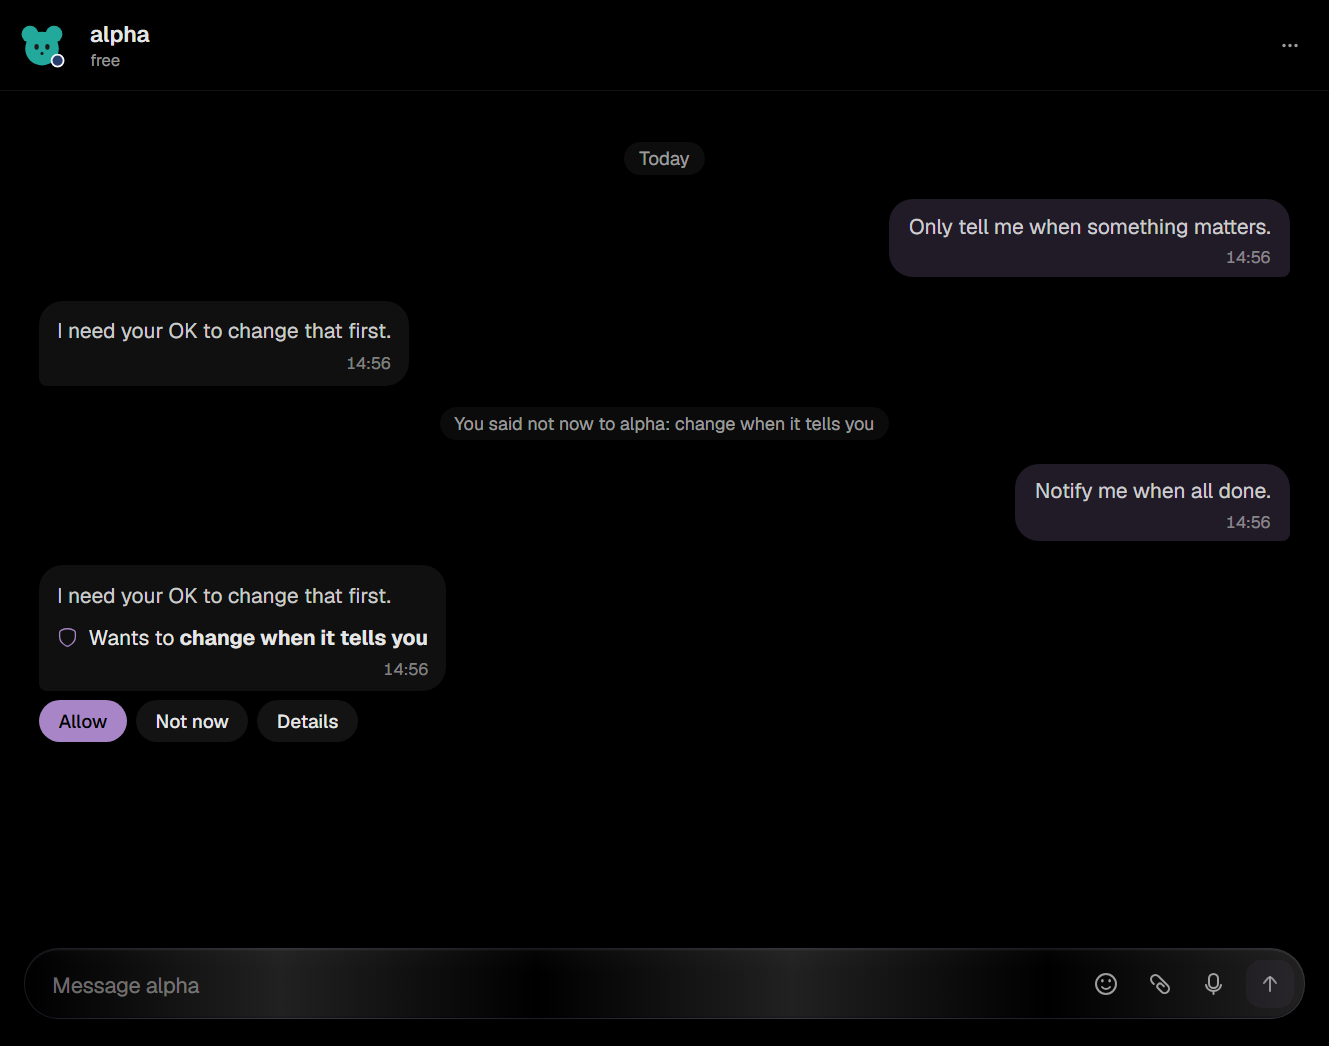 alpha
free
Today
Only tell me when something matters.
14:56
I need your OK to change that first.
14:56
You said not now to alpha: change when it tells you
Notify me when all done.
14:56
I need your OK to change that first.
Wants to change when it tells you
14:56
Allow Not now Details
Message alpha